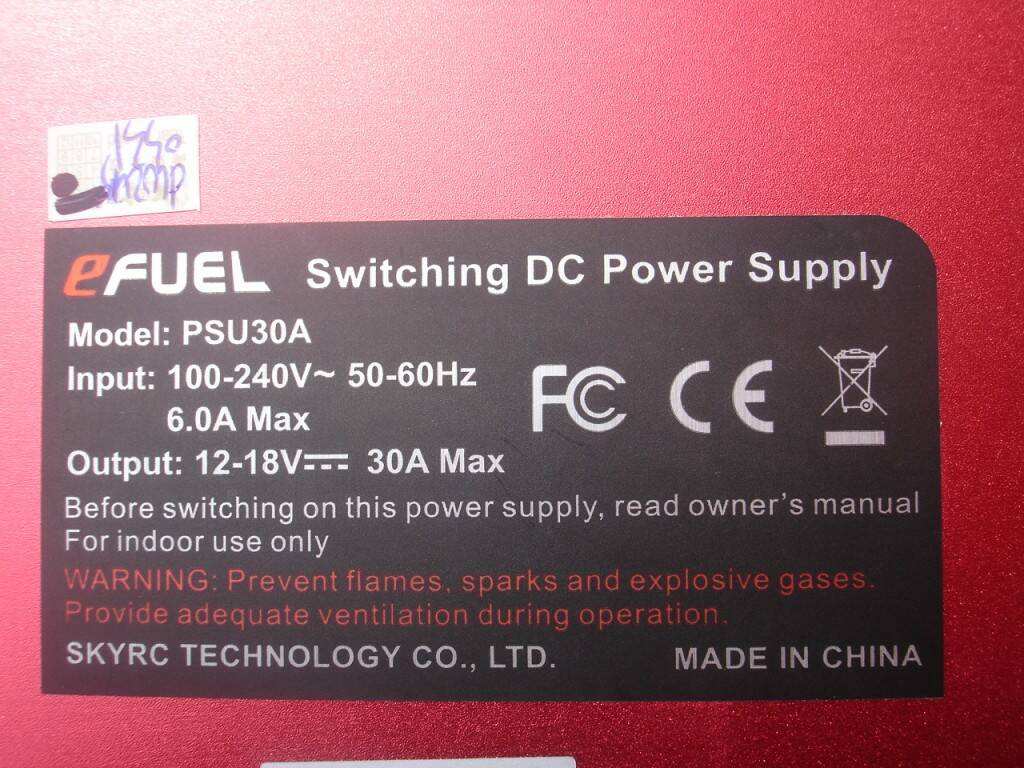 eFUEL Switching DC Power Supply
Model: PSU30A
Input: 100-240V~ 50-60Hz
6.0A Max
Output: 12-18V⎓ 30A Max
Before switching on this power supply, read owner's manual
For indoor use only
WARNING: Prevent flames, sparks and explosive gases.
Provide adequate ventilation during operation.
SKYRC TECHNOLOGY CO., LTD. MADE IN CHINA
FC CE